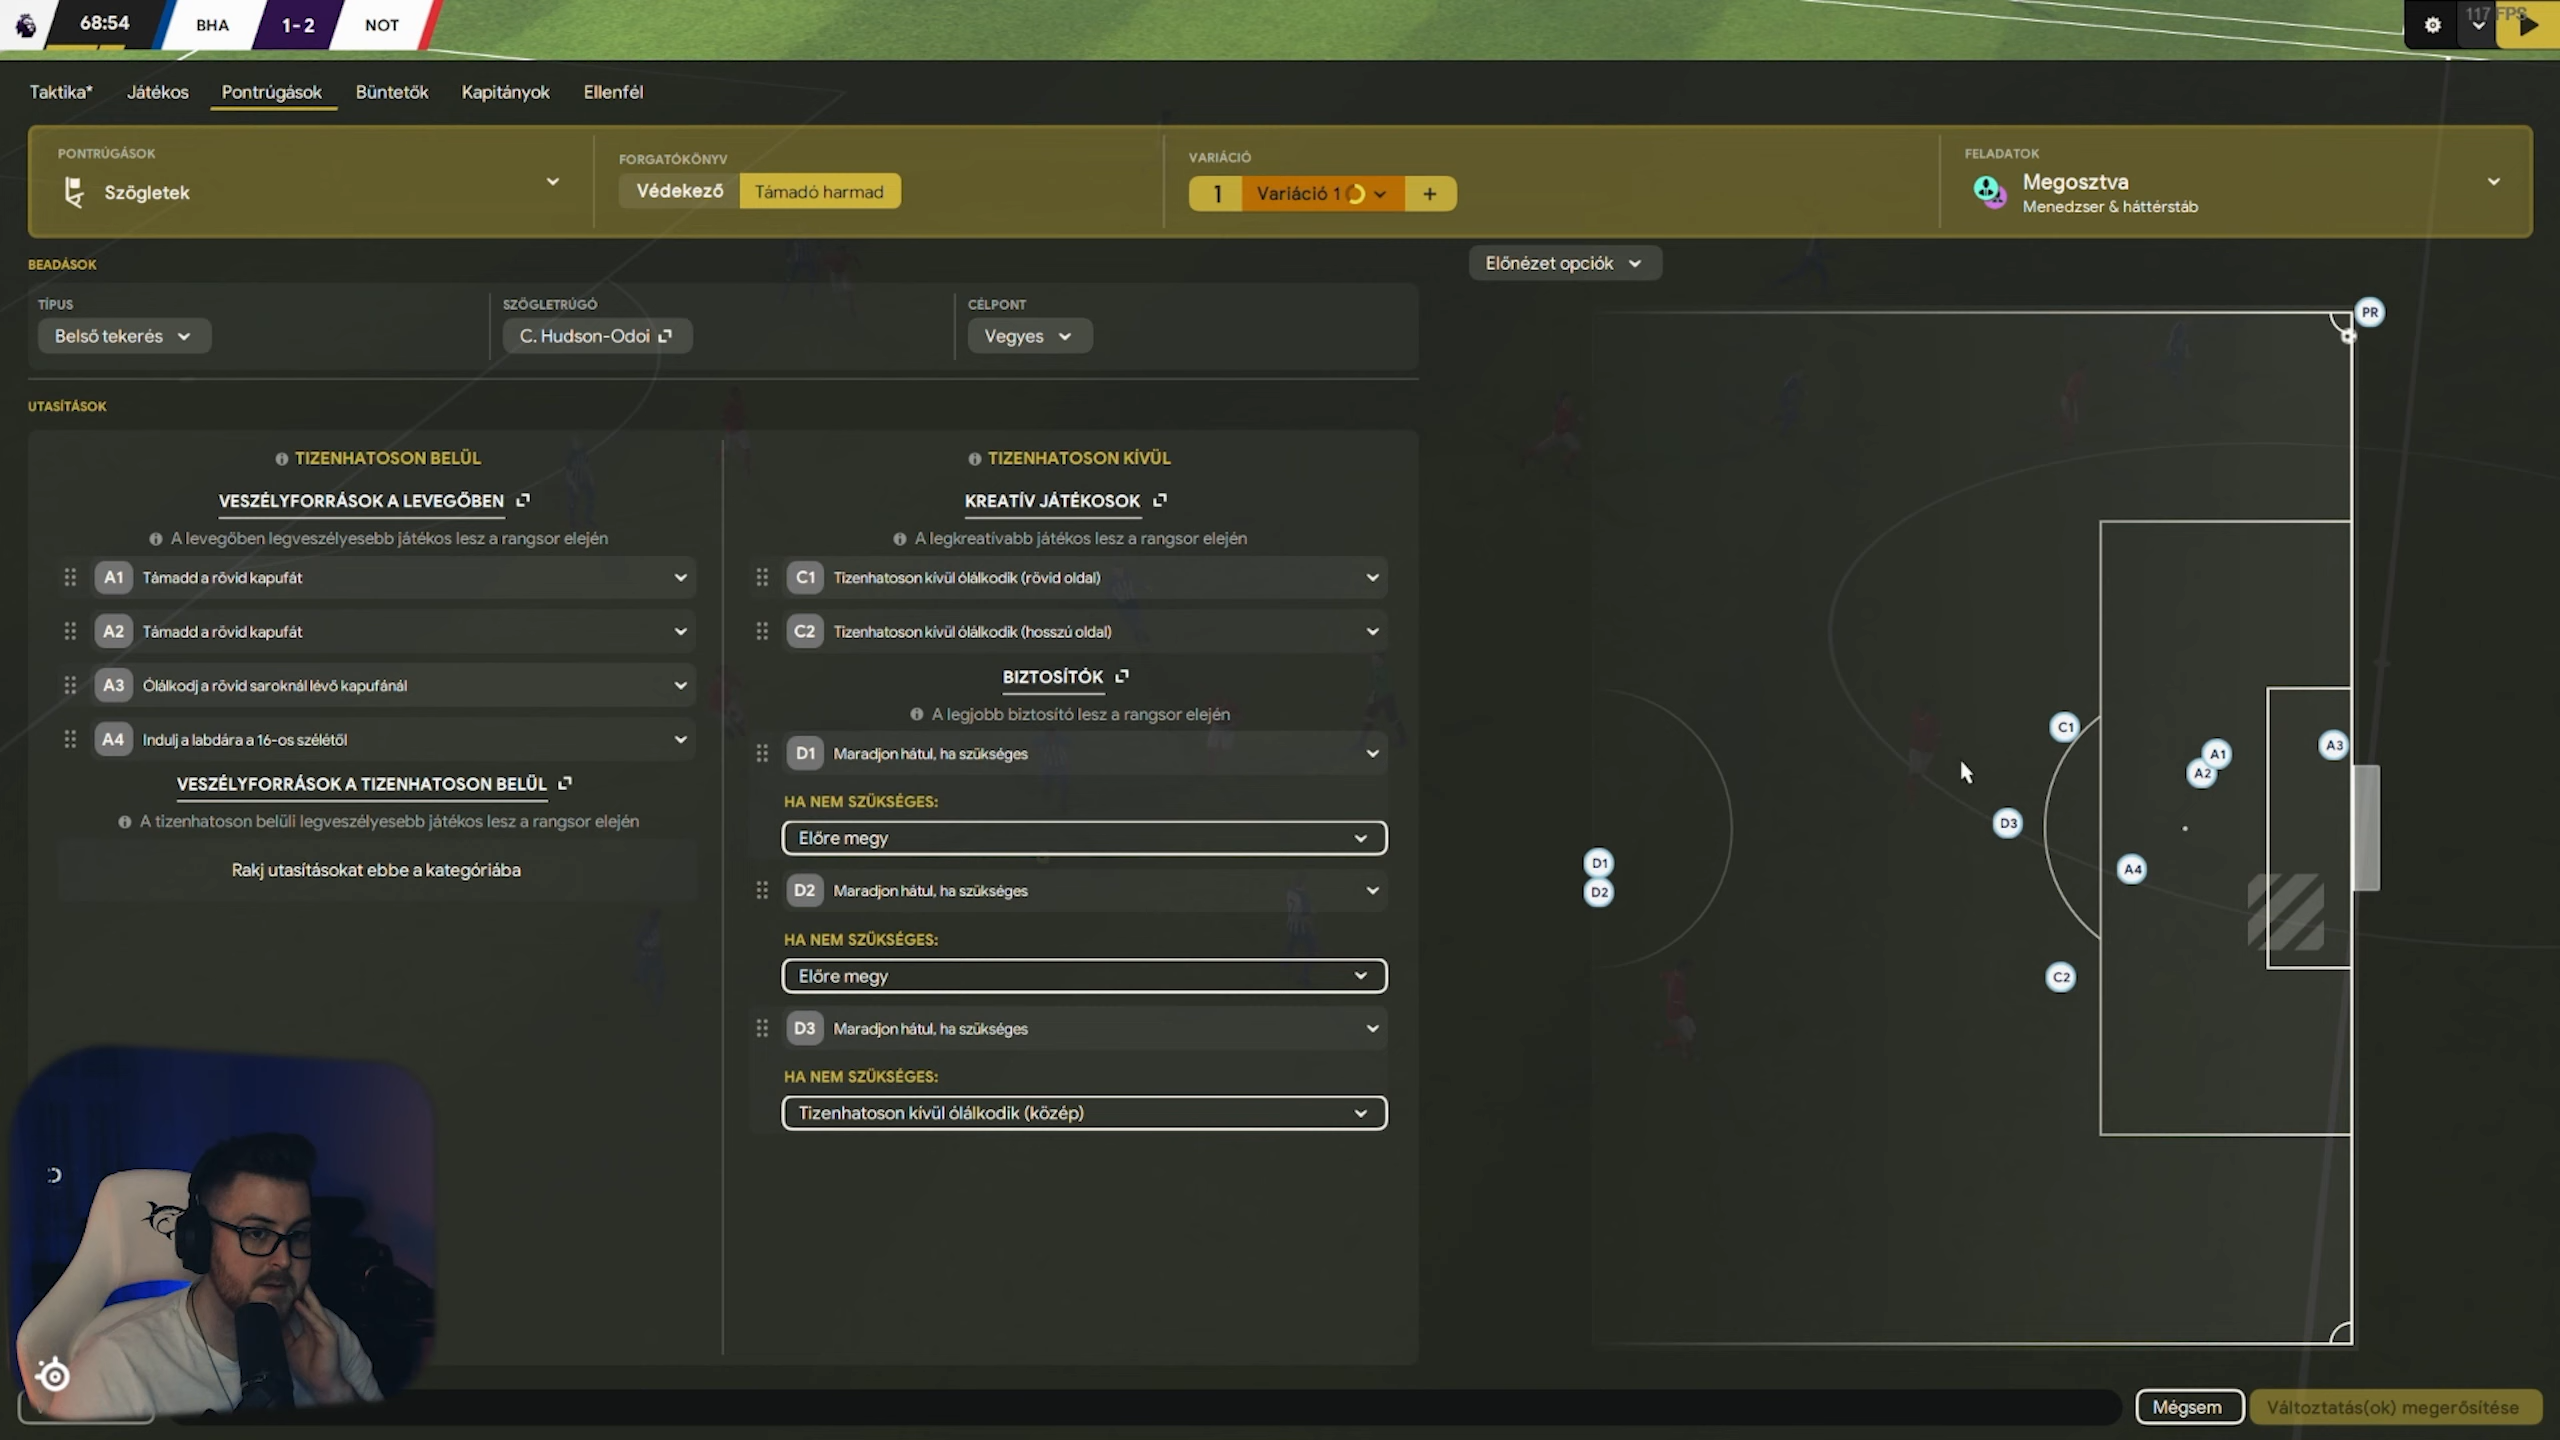 68:54
BHA
1-2
NOT
117 FPS
Taktika*
Játékos
Pontrúgások
Büntetők
Kapitányok
Ellenfél
PONTRÚGÁSOK
Szögletek
FORGATÓKÖNYV
Védekező
Támadó harmad
VARIÁCIÓ
1
Variáció 1
+
FELADATOK
Megosztva
Menedzser & háttérstáb
BEADÁSOK
TÍPUS
Belső tekerés
SZÖGLETRÚGÓ
C. Hudson-Odoi
CÉLPONT
Vegyes
Előnézet opciók
UTASÍTÁSOK
TIZENHATOSON BELÜL
VESZÉLYFORRÁSOK A LEVEGŐBEN
A levegőben legveszélyesebb játékos lesz a rangsor elején
A1 Támadd a rövid kapufát
A2 Támadd a rövid kapufát
A3 Ólálkodj a rövid saroknál lévő kapufánál
A4 Indulj a labdára a 16-os szélétől
VESZÉLYFORRÁSOK A TIZENHATOSON BELÜL
A tizenhatoson belüli legveszélyesebb játékos lesz a rangsor elején
Rakj utasításokat ebbe a kategóriába
TIZENHATOSON KÍVÜL
KREATÍV JÁTÉKOSOK
A legkreatívabb játékos lesz a rangsor elején
C1 Tizenhatoson kívül ólálkodik (rövid oldal)
C2 Tizenhatoson kívül ólálkodik (hosszú oldal)
BIZTOSÍTÓK
A legjobb biztosító lesz a rangsor elején
D1 Maradjon hátul, ha szükséges
HA NEM SZÜKSÉGES:
Előre megy
D2 Maradjon hátul, ha szükséges
HA NEM SZÜKSÉGES:
Előre megy
D3 Maradjon hátul, ha szükséges
HA NEM SZÜKSÉGES:
Tizenhatoson kívül ólálkodik (közép)
PR
C1
A3
A1
A2
D3
D1
A4
D2
C2
Mégsem
Változtatás(ok) megerősítése